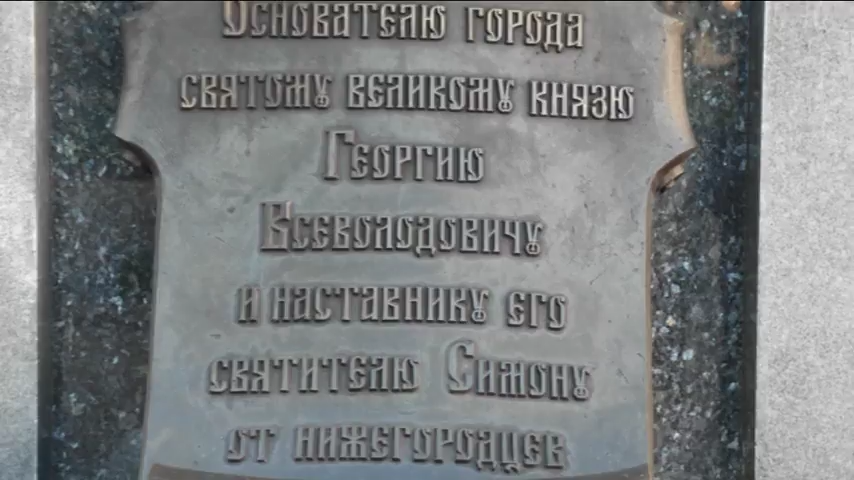 Основателю города
святому великому князю
Георгию
Всеволодовичу
и наставнику его
святителю Симону
от нижегородцев